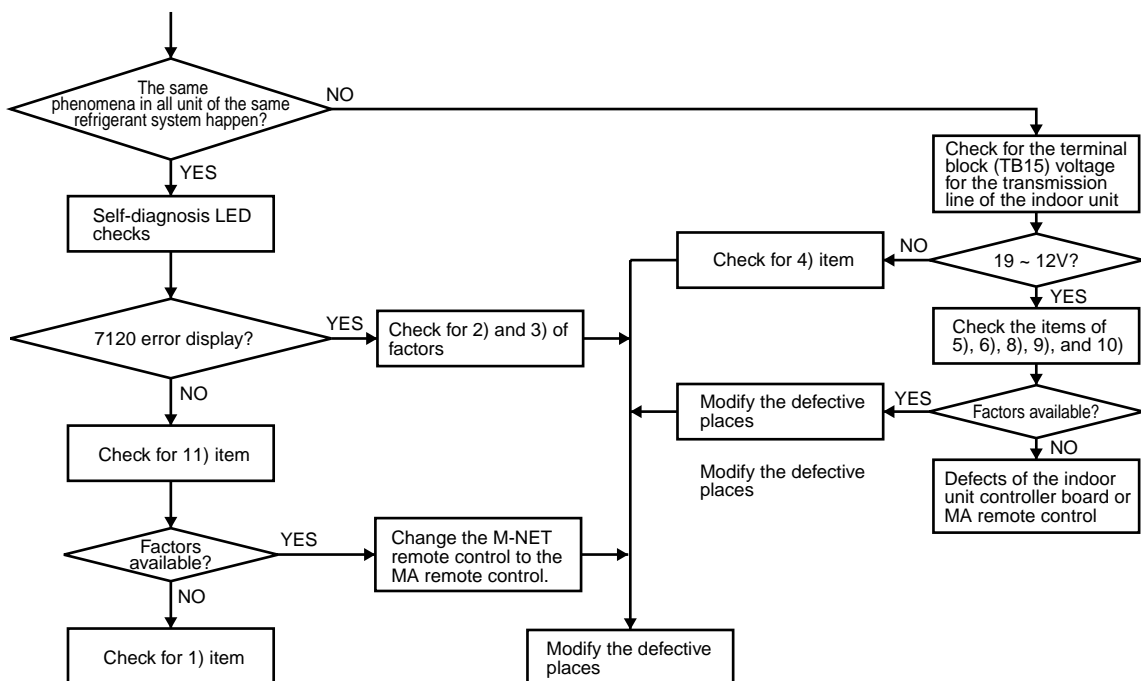 The same
phenomena in all unit of the same
refrigerant system happen?
NO
YES
Self-diagnosis LED
checks
7120 error display?
YES
Check for 2) and 3) of
factors
NO
Check for 11) item
Factors
available?
YES
Change the M-NET
remote control to the
MA remote control.
NO
Check for 1) item
Check for the terminal
block (TB15) voltage
for the transmission
line of the indoor unit
19 ~ 12V?
NO
Check for 4) item
YES
Check the items of
5), 6), 8), 9), and 10)
Factors available?
YES
Modify the defective
places
Modify the defective
places
NO
Defects of the indoor
unit controller board or
MA remote control
Modify the defective
places